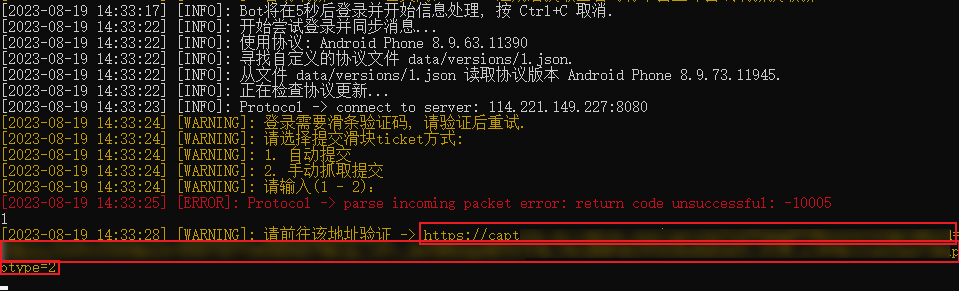 [2023-08-19 14:33:17] [INFO]: Bot将在5秒后登录并开始信息处理, 按 Ctrl+C 取消.
[2023-08-19 14:33:22] [INFO]: 开始尝试登录并同步消息...
[2023-08-19 14:33:22] [INFO]: 使用协议: Android Phone 8.9.63.11390
[2023-08-19 14:33:22] [INFO]: 寻找自定义的协议文件 data/versions/1.json.
[2023-08-19 14:33:22] [INFO]: 从文件 data/versions/1.json 读取协议版本 Android Phone 8.9.73.11945.
[2023-08-19 14:33:22] [INFO]: 正在检查协议更新...
[2023-08-19 14:33:23] [INFO]: Protocol -> connect to server: 114.221.149.227:8080
[2023-08-19 14:33:24] [WARNING]: 登录需要滑条验证码, 请验证后重试.
[2023-08-19 14:33:24] [WARNING]: 请选择提交滑块ticket方式:
[2023-08-19 14:33:24] [WARNING]: 1. 自动提交
[2023-08-19 14:33:24] [WARNING]: 2. 手动抓取提交
[2023-08-19 14:33:24] [WARNING]: 请输入(1 - 2):
[2023-08-19 14:33:25] [ERROR]: Protocol -> parse incoming packet error: return code unsuccessful: -10005
1
[2023-08-19 14:33:28] [WARNING]: 请前往该地址验证 -> https://capt
ptype=2